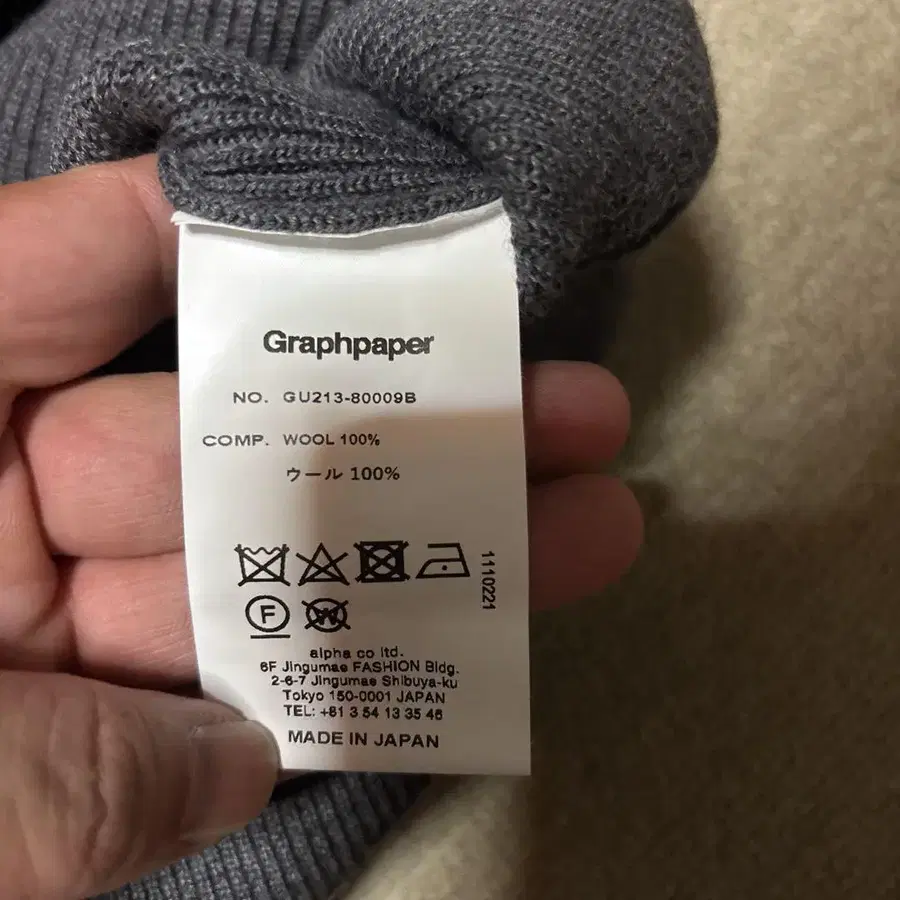 Graphpaper
NO. GU213-80009B
COMP. WOOL 100%
ウール 100%
1110221
F
W
alpha co ltd.
6F Jingumae FASHION Bldg.
2-6-7 Jingumae Shibuya-ku
Tokyo 150-0001 JAPAN
TEL: +81 3 54 13 35 46
MADE IN JAPAN